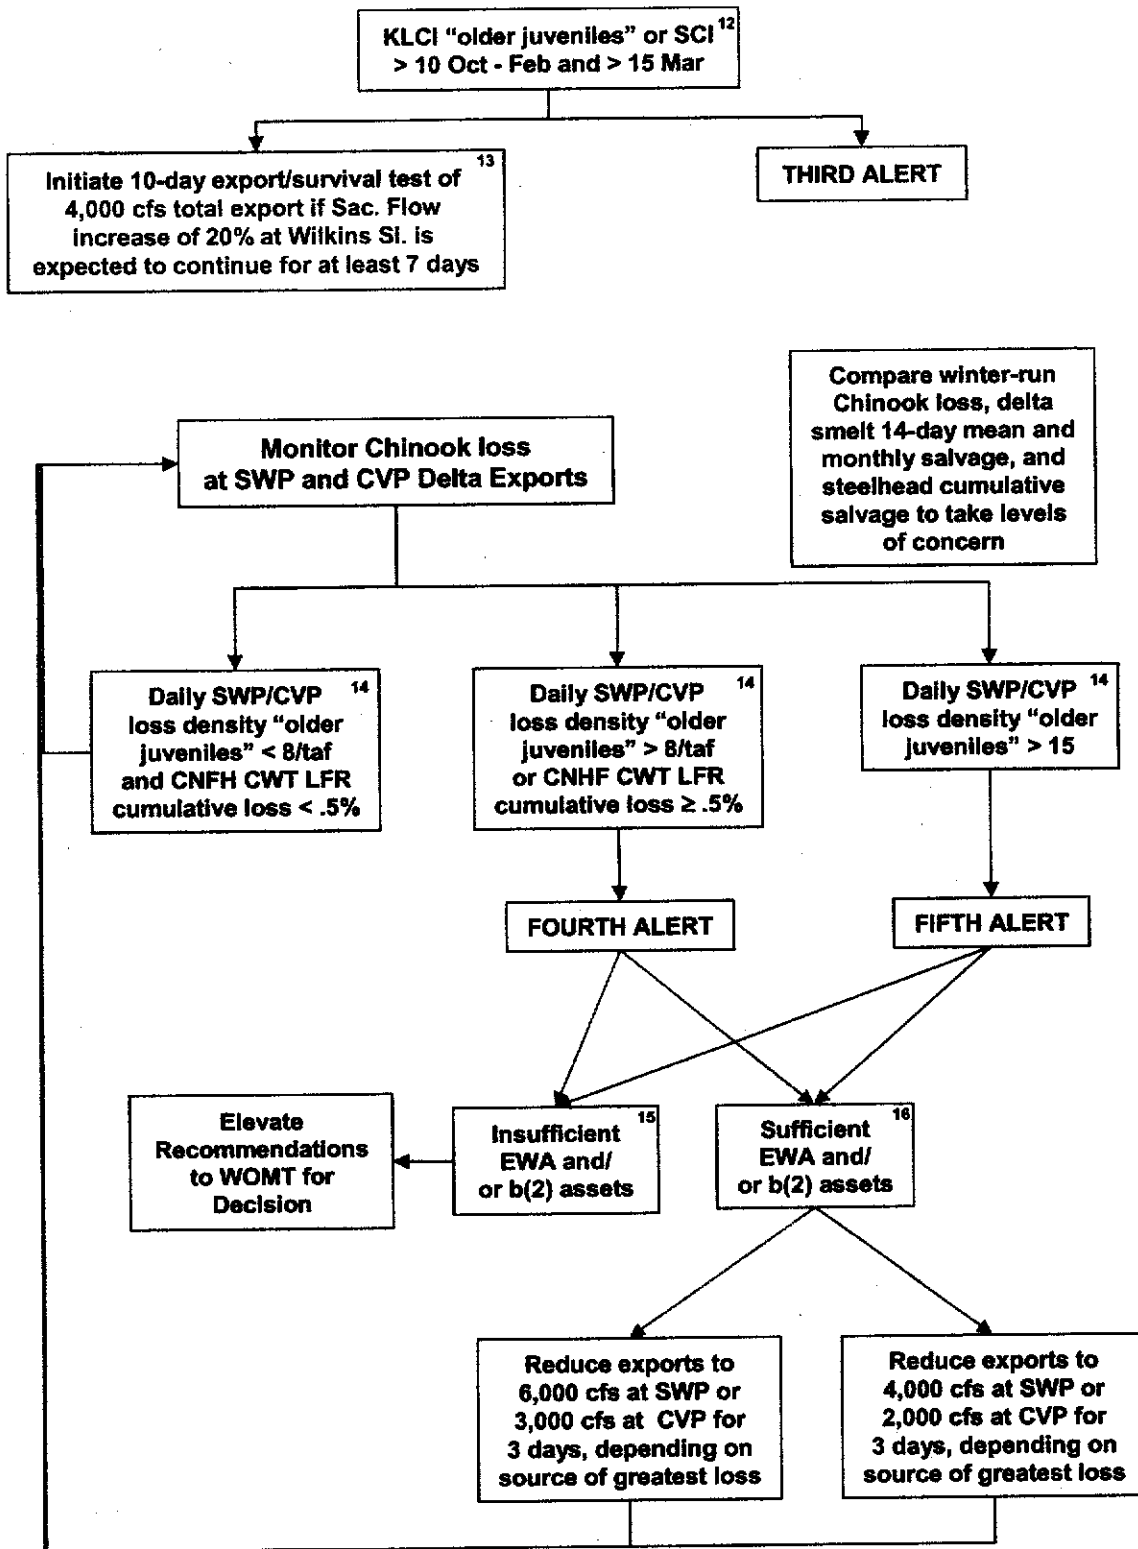 KLCI “older juveniles” or SCI 12
> 10 Oct - Feb and > 15 Mar
13
Initiate 10-day export/survival test of
4,000 cfs total export if Sac. Flow
increase of 20% at Wilkins Sl. is
expected to continue for at least 7 days
THIRD ALERT
Compare winter-run
Chinook loss, delta
smelt 14-day mean and
monthly salvage, and
steelhead cumulative
salvage to take levels
of concern
Monitor Chinook loss
at SWP and CVP Delta Exports
Daily SWP/CVP 14
loss density “older
juveniles” < 8/taf
and CNFH CWT LFR
cumulative loss < .5%
Daily SWP/CVP 14
loss density “older
juveniles” > 8/taf
or CNHF CWT LFR
cumulative loss ≥ .5%
Daily SWP/CVP 14
loss density “older
juveniles” > 15
FOURTH ALERT
FIFTH ALERT
Elevate
Recommendations
to WOMT for
Decision
15
Insufficient
EWA and/
or b(2) assets
16
Sufficient
EWA and/
or b(2) assets
Reduce exports to
6,000 cfs at SWP or
3,000 cfs at CVP for
3 days, depending on
source of greatest loss
Reduce exports to
4,000 cfs at SWP or
2,000 cfs at CVP for
3 days, depending on
source of greatest loss